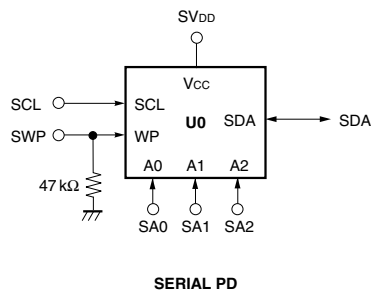 SVDD
VCC
SCL
SCL
U0
SDA
SDA
SWP
WP
47 kΩ
A0 A1 A2
SA0 SA1 SA2
SERIAL PD